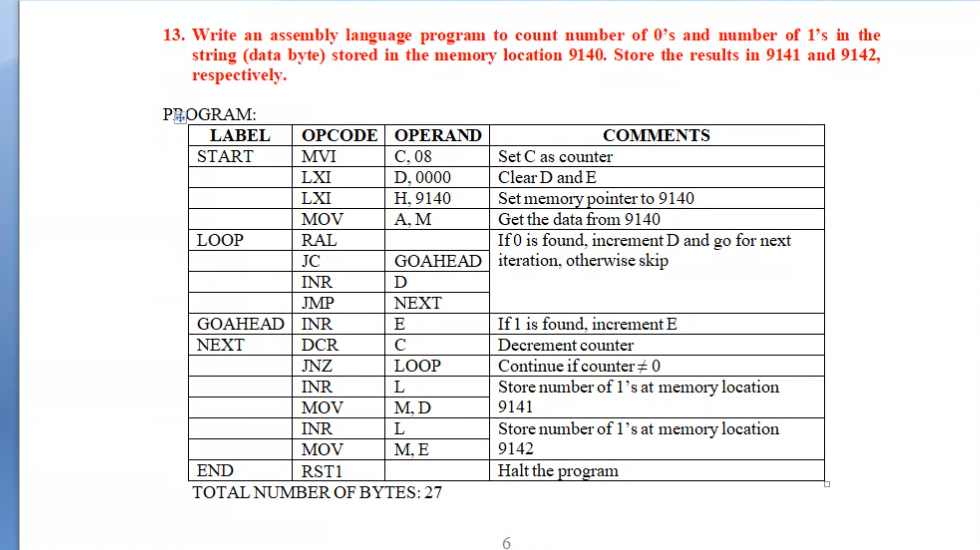 13. Write an assembly language program to count number of 0’s and number of 1’s in the
string (data byte) stored in the memory location 9140. Store the results in 9141 and 9142,
respectively.
PROGRAM:
LABEL OPCODE OPERAND COMMENTS
START MVI C, 08 Set C as counter
LXI D, 0000 Clear D and E
LXI H, 9140 Set memory pointer to 9140
MOV A, M Get the data from 9140
LOOP RAL If 0 is found, increment D and go for next
JC GOAHEAD iteration, otherwise skip
INR D
JMP NEXT
GOAHEAD INR E If 1 is found, increment E
NEXT DCR C Decrement counter
JNZ LOOP Continue if counter ≠ 0
INR L Store number of 1’s at memory location
MOV M, D 9141
INR L Store number of 1’s at memory location
MOV M, E 9142
END RST1 Halt the program
TOTAL NUMBER OF BYTES: 27
6